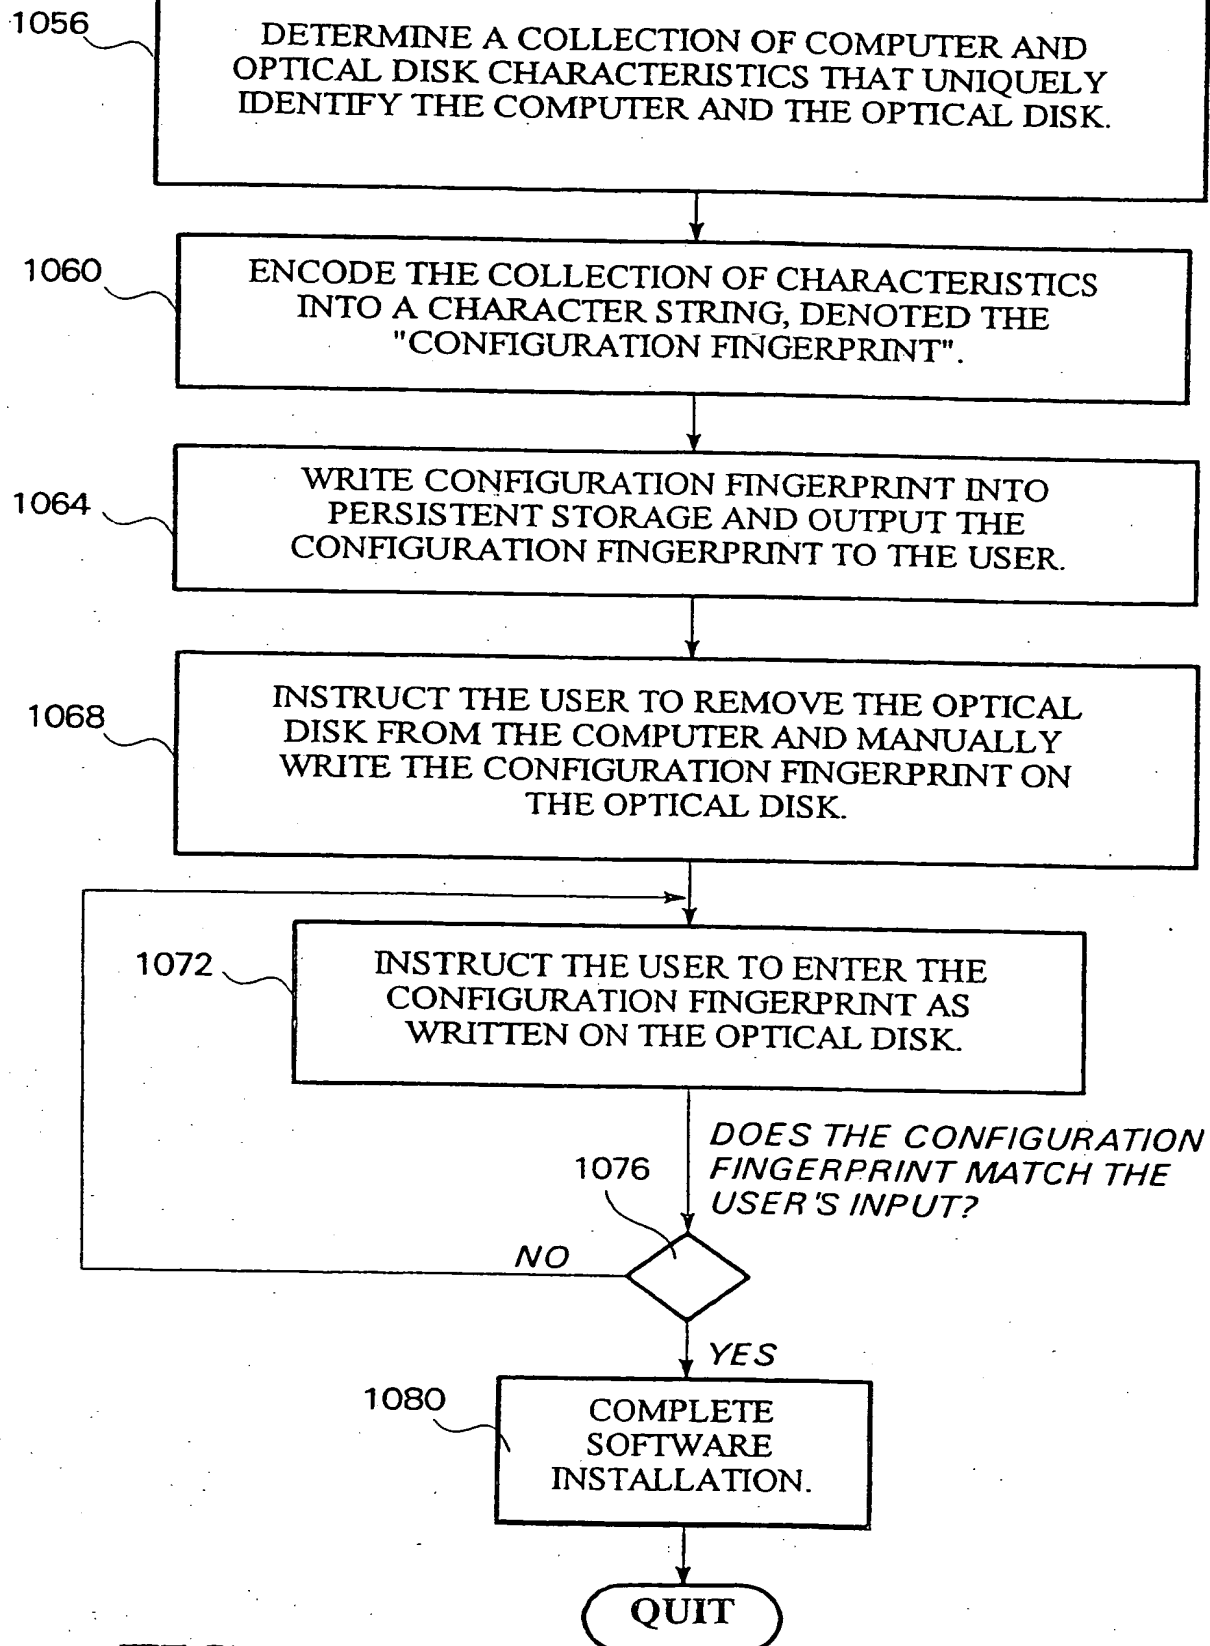 1056
DETERMINE A COLLECTION OF COMPUTER AND
OPTICAL DISK CHARACTERISTICS THAT UNIQUELY
IDENTIFY THE COMPUTER AND THE OPTICAL DISK.
1060
ENCODE THE COLLECTION OF CHARACTERISTICS
INTO A CHARACTER STRING, DENOTED THE
"CONFIGURATION FINGERPRINT".
1064
WRITE CONFIGURATION FINGERPRINT INTO
PERSISTENT STORAGE AND OUTPUT THE
CONFIGURATION FINGERPRINT TO THE USER.
1068
INSTRUCT THE USER TO REMOVE THE OPTICAL
DISK FROM THE COMPUTER AND MANUALLY
WRITE THE CONFIGURATION FINGERPRINT ON
THE OPTICAL DISK.
1072
INSTRUCT THE USER TO ENTER THE
CONFIGURATION FINGERPRINT AS
WRITTEN ON THE OPTICAL DISK.
DOES THE CONFIGURATION
FINGERPRINT MATCH THE
USER'S INPUT?
1076
NO
YES
1080
COMPLETE
SOFTWARE
INSTALLATION.
QUIT